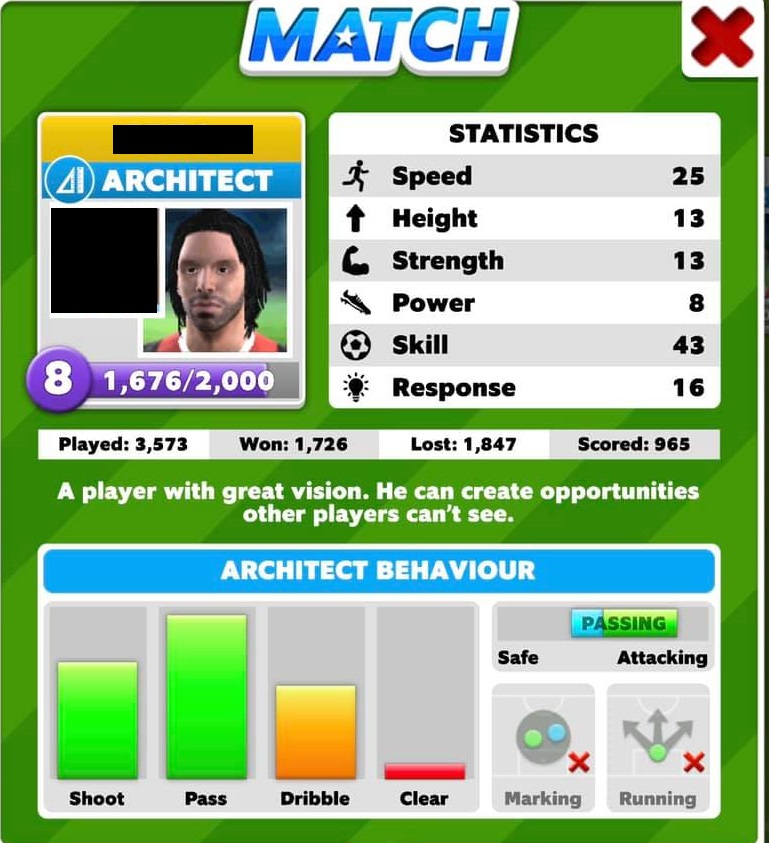 MATCH
ARCHITECT
8 1,676/2,000
STATISTICS
Speed 25
Height 13
Strength 13
Power 8
Skill 43
Response 16
Played: 3,573 Won: 1,726 Lost: 1,847 Scored: 965
A player with great vision. He can create opportunities
other players can't see.
ARCHITECT BEHAVIOUR
Shoot Pass Dribble Clear
PASSING
Safe Attacking
Marking Running